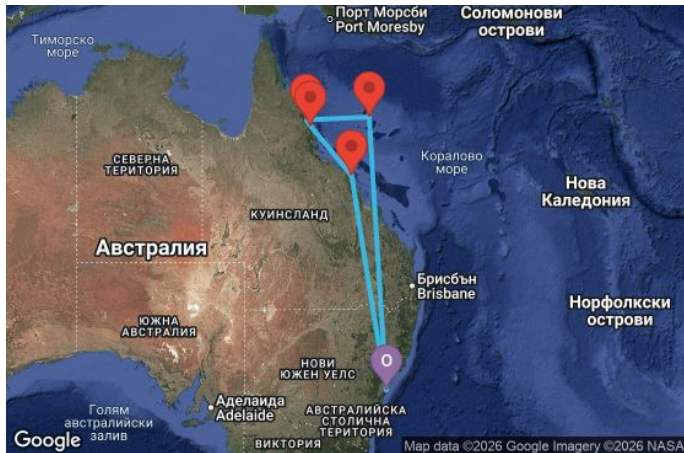 Порт Морсби
Port Moresby
Соломонови
острови
Тиморско
море
СЕВЕРНА
ТЕРИТОРИЯ
Коралово
море
КУИНСЛАНД
Нова
Каледония
Австралия
Брисбън
Brisbane
ЮЖНА
АВСТРАЛИЯ
Норфолкски
острови
O
НОВИ
ЮЖЕН УЕЛС
Аделаида
Adelaide
Голям
австралийски
залив
АВСТРАЛИЙСКА
СТОЛИЧНА
ТЕРИТОРИЯ
ВИКТОРИЯ
Google
Map data ©2026 Google Imagery ©2026 NASA